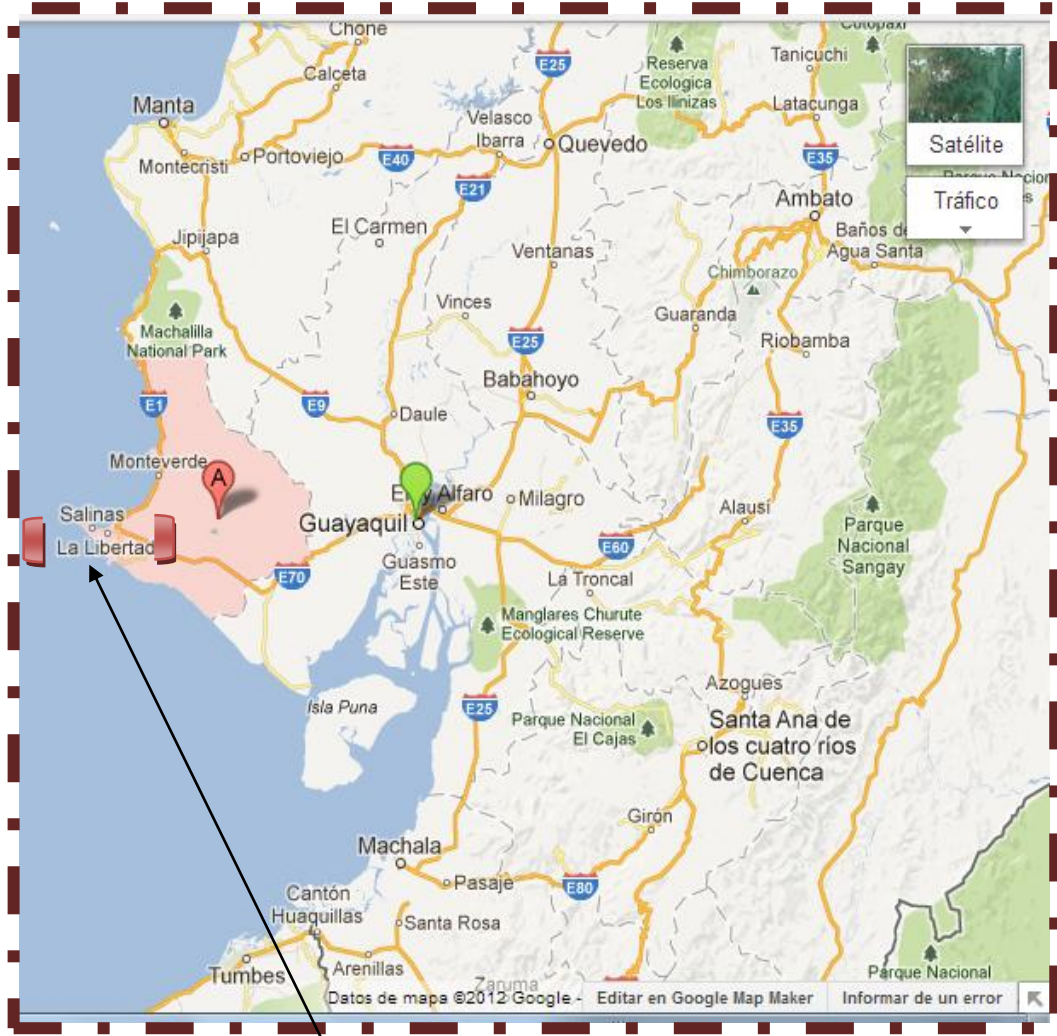 Chone
Cotopaxi
E25
Reserva
Ecologica
Los Ilinizas
Tanicuchi
Calceta
Manta
Velasco
Ibarra
Latacunga
Satélite
Montecristi
Portoviejo
E40
Quevedo
E35
Parque Nacion
Tráfico
E21
Ambato
Jipijapa
El Carmen
Ventanas
Baños de
Agua Santa
Chimborazo
Vinces
Guaranda
Machalilla
National Park
E25
Riobamba
Babahoyo
E1
E9
Daule
E35
Monteverde
A
Eloy Alfaro
Milagro
Alausí
Salinas
Guayaquil
Parque
Nacional
Sangay
La Libertad
E60
Guasmo
Este
E70
La Troncal
Manglares Churute
Ecological Reserve
Azogues
Isla Puna
E25
Parque Nacional
El Cajas
Santa Ana de
los cuatro ríos
de Cuenca
Girón
Machala
Pasaje
E80
Cantón
Huaquillas
Santa Rosa
Tumbes
Arenillas
Zaruma
Parque Nacional
Datos de mapa ©2012 Google -
Editar en Google Map Maker
Informar de un error